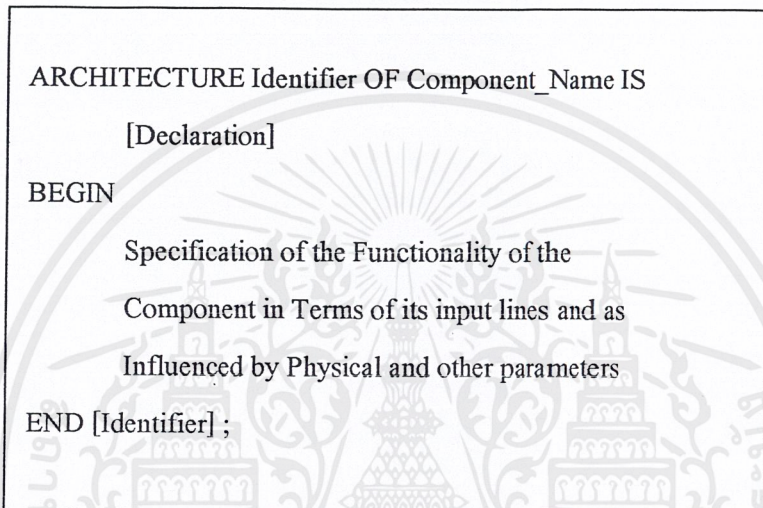 ARCHITECTURE Identifier OF Component_Name IS
[Declaration]
BEGIN
Specification of the Functionality of the
Component in Terms of its input lines and as
Influenced by Physical and other parameters
END [Identifier] ;